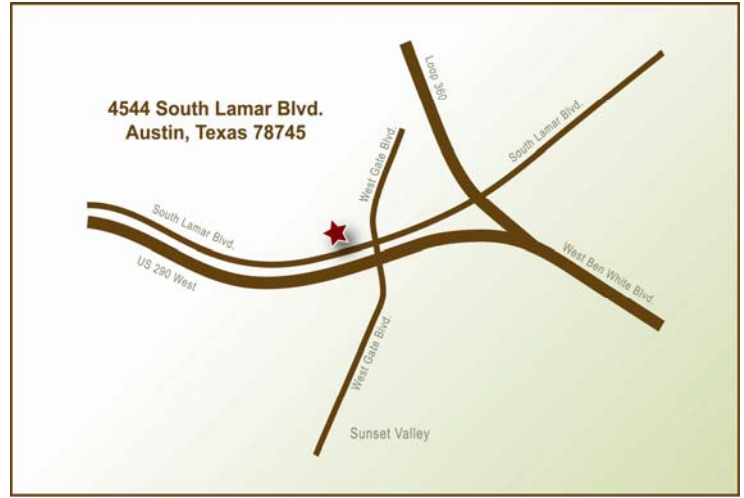 4544 South Lamar Blvd.
Austin, Texas 78745
Loop 360
South Lamar Blvd.
West Gate Blvd.
South Lamar Blvd.
US 290 West
West Ben White Blvd.
West Gate Blvd.
Sunset Valley